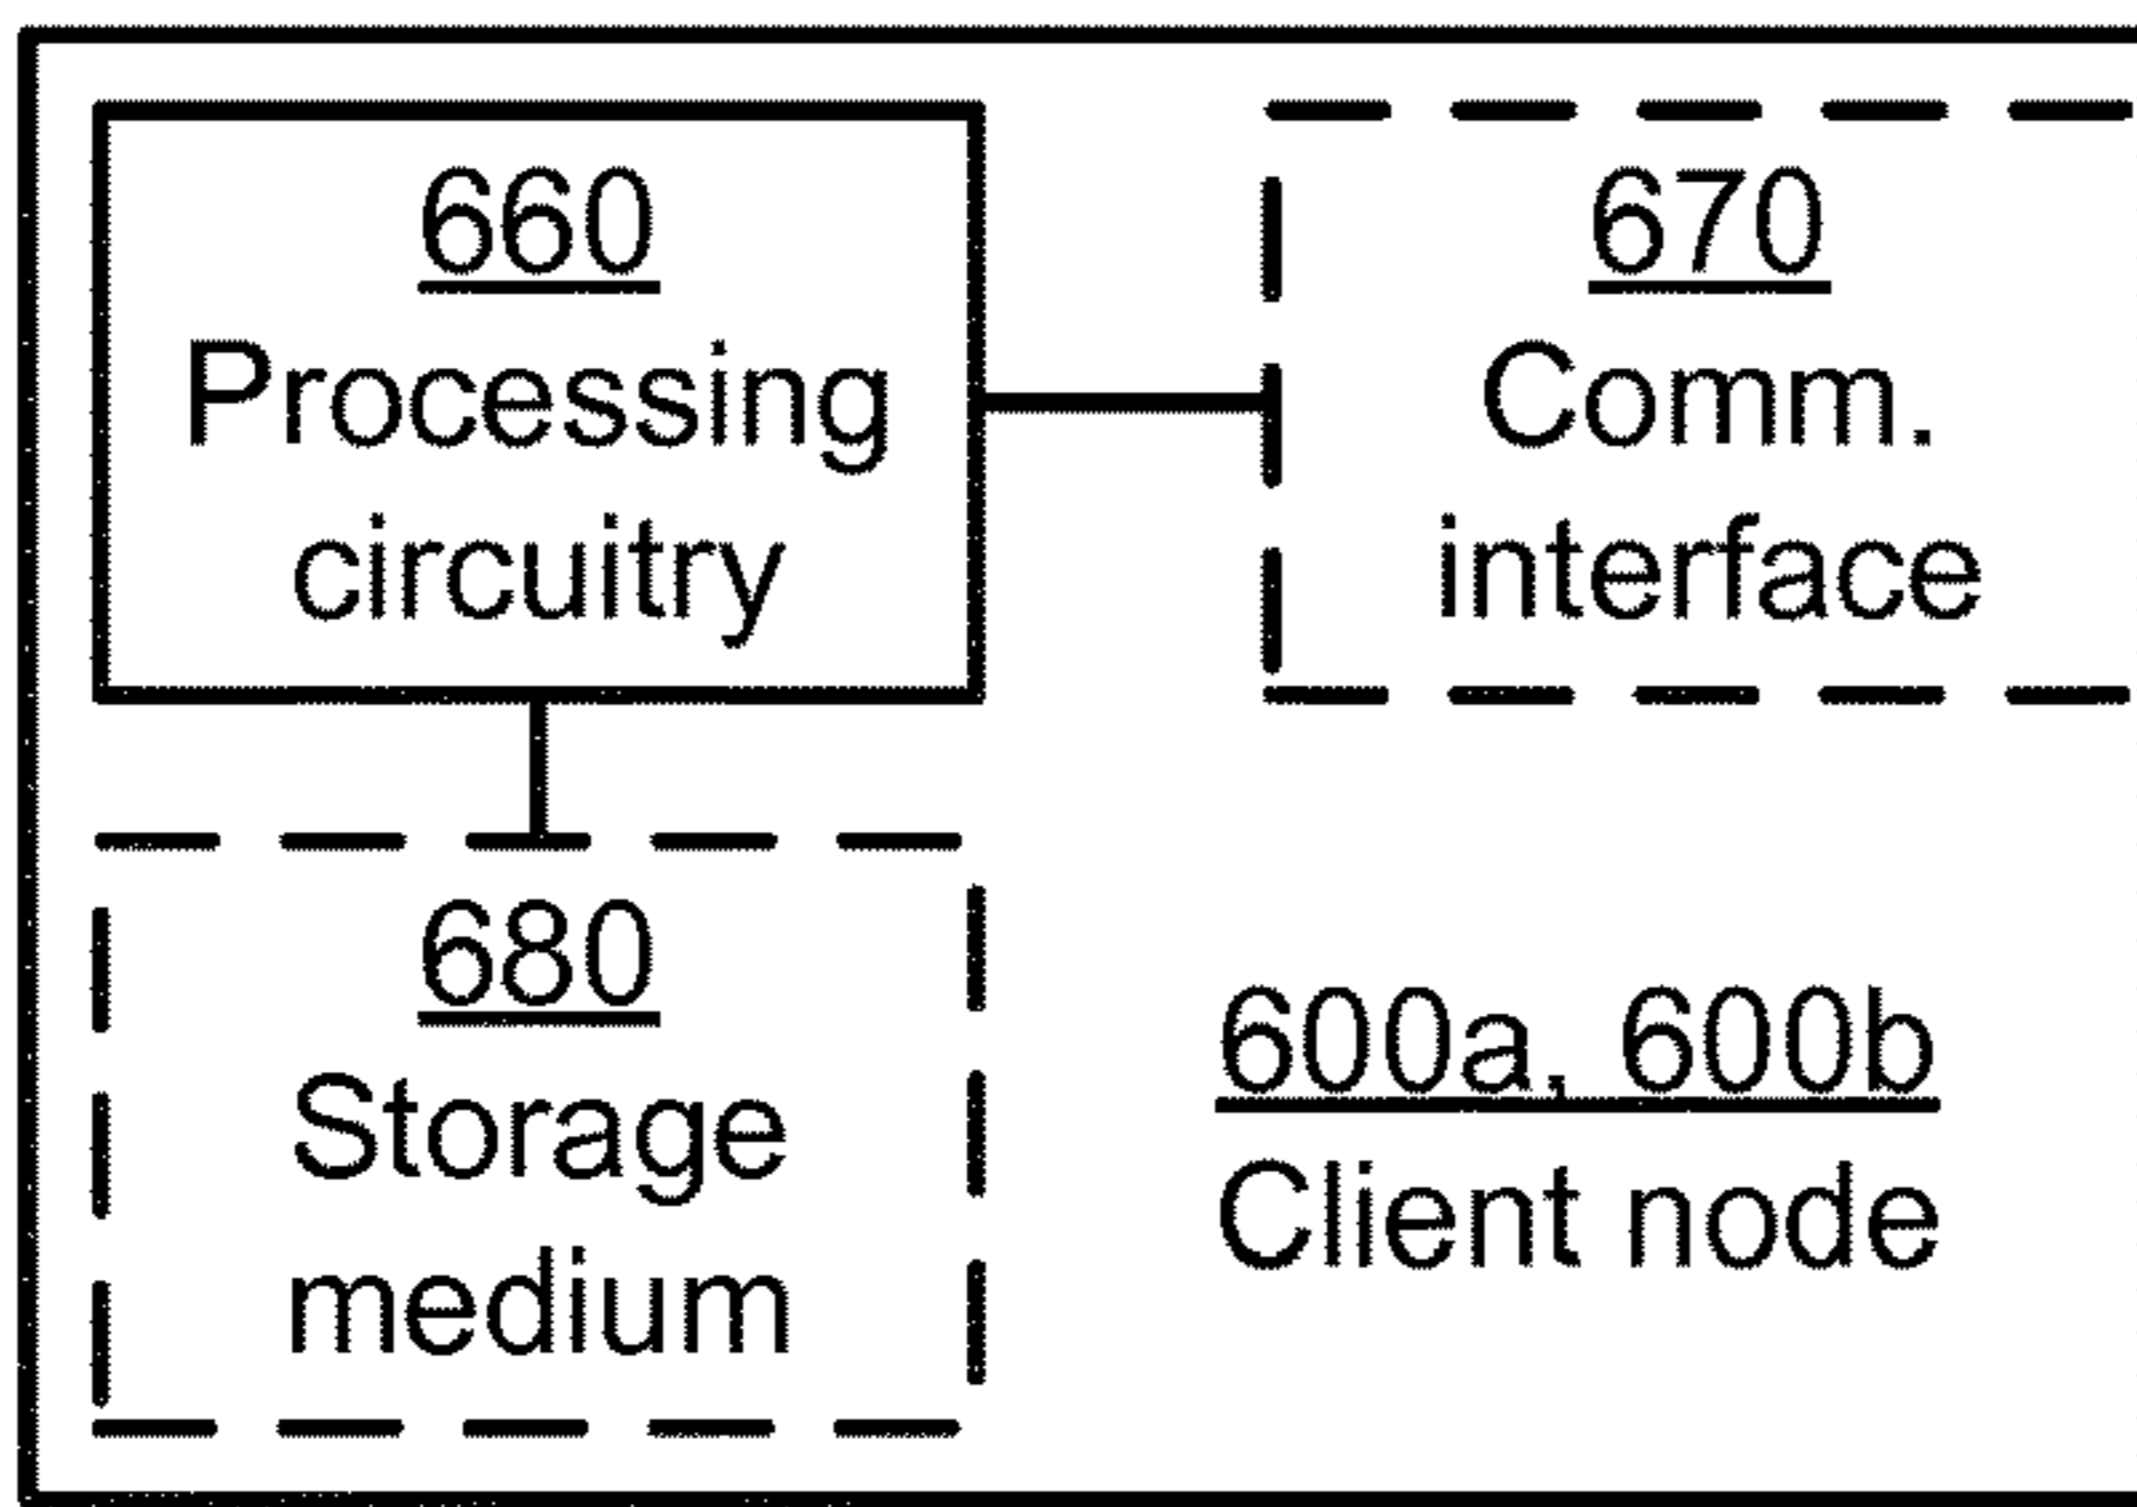 660
Processing
circuitry
670
Comm.
interface
680
Storage
medium
600a, 600b
Client node